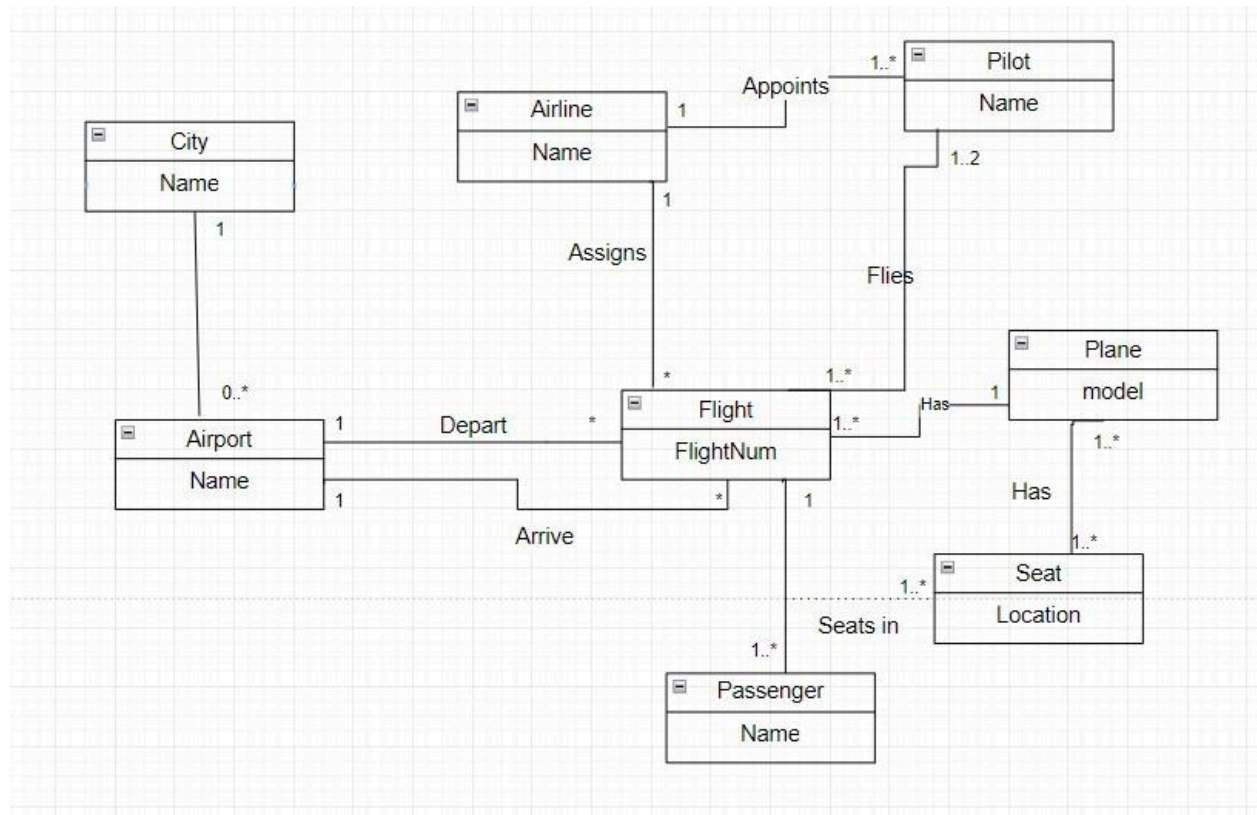 Pilot
Name
1..*
Appoints
Airline
Name
1
City
Name
1
1..2
1
Assigns
Flies
Plane
model
0..*
*
1..*
1
Has
Flight
FlightNum
1..*
1..*
Airport
Name
1
Depart
*
1
*
Arrive
1
Has
1..*
Seat
Location
1..*
Seats in
1..*
Passenger
Name